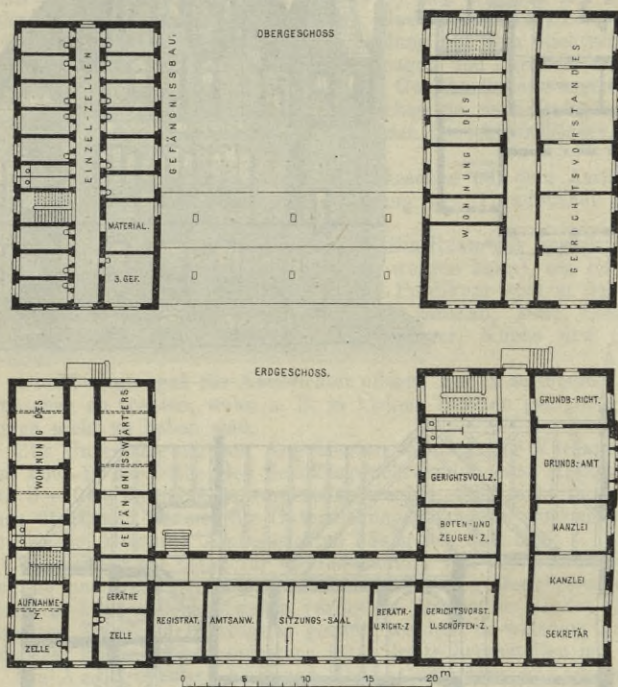 OBERGESCHOSS
EINZEL-ZELLEN
GEFÄNGNISSBAU.
MATERIAL.
3. GEF.
WOHNUNG DES
GERICHTSVORSTANDES
ERDGESCHOSS.
WOHNUNG DES
GEFÄNGNISSWÄRTERS
AUFNAHME-
Z.
ZELLE
GERÄTHE
ZELLE
REGISTRAT.
AMTSANW.
SITZUNGS-SAAL
BERATH.-
U. RICHT.-Z
GERICHTSVORST.
U. SCHÖFFEN-Z.
GERICHTSVOLLZ.
BOTEN-UND
ZEUGEN-Z.
GRUNDB.-RICHT.
GRUNDB.-AMT
KANZLEI
KANZLEI
SEKRETÄR
0 5 10 15 20 m